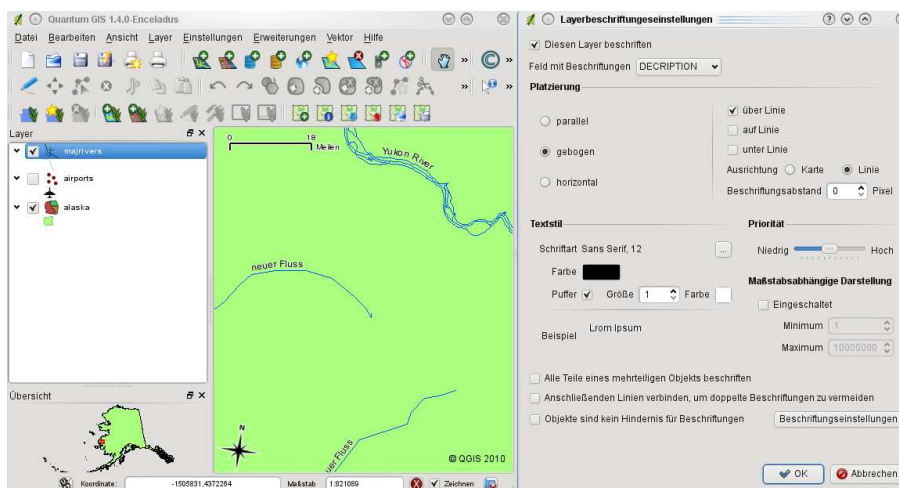 Quantum GIS 1.4.0-Enceladus
Datei Bearbeiten Ansicht Layer Einstellungen Erweiterungen Vektor Hilfe
Layer
majrivers
airports
alaska
0 18 Meilen
Yukon River
neuer Fluss
uer Fluss
N
© QGIS 2010
Übersicht
Koordinate: -1505831,4372264 Maßstab 1:821089 Zeichnen
Layerbeschriftungseinstellungen
Diesen Layer beschriften
Feld mit Beschriftungen DECRIPTION
Platzierung
parallel
gebogen
horizontal
über Linie
auf Linie
unter Linie
Ausrichtung Karte Linie
Beschriftungsabstand 0 Pixel
Textstil
Schriftart Sans Serif, 12 ...
Farbe
Puffer Größe 1 Farbe
Beispiel Lrom Ipsum
Priorität
Niedrig Hoch
Maßstabsabhängige Darstellung
Eingeschaltet
Minimum 1
Maximum 10000000
Alle Teile eines mehrteiligen Objekts beschriften
Anschließenden Linien verbinden, um doppelte Beschriftungen zu vermeiden
Objekte sind kein Hindernis für Beschriftungen
Beschriftungseinstellungen
OK
Abbrechen